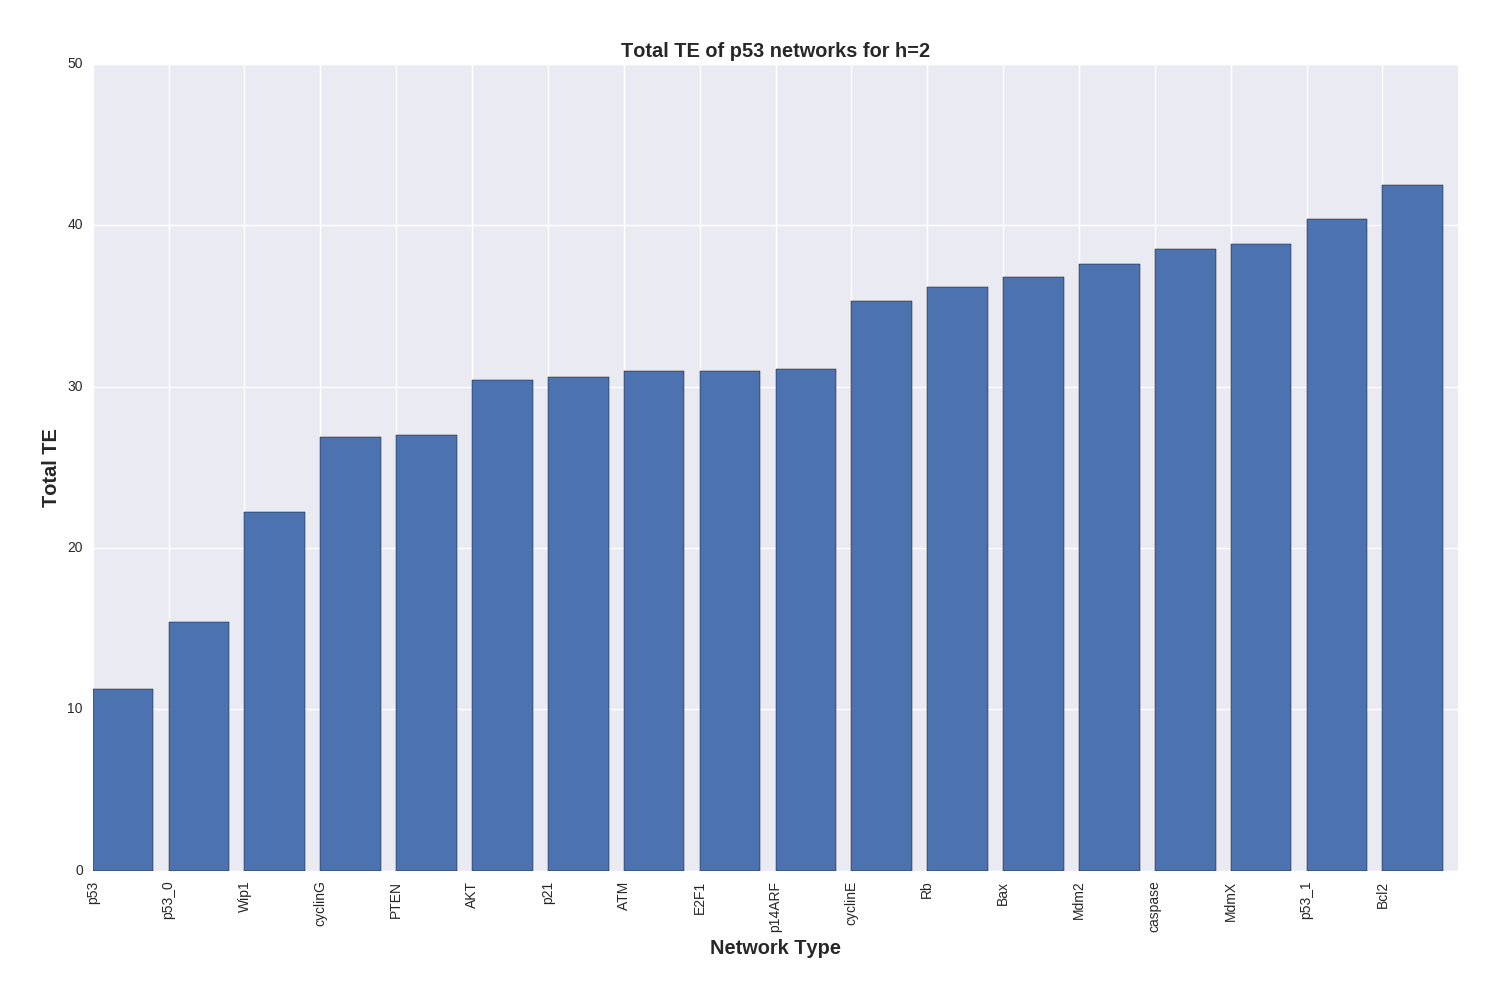 Total TE of p53 networks for h=2
50
40
30
20
10
0
Total TE
p53
p53_0
Wip1
cyclinG
PTEN
AKT
p21
ATM
E2F1
p14ARF
cyclinE
Rb
Bax
Mdm2
caspase
MdmX
p53_1
Bcl2
Network Type